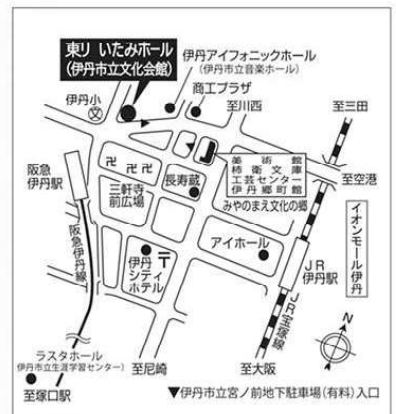 東リ いたみホール
(伊丹市立文化会館)
伊丹アイフォニックホール
(伊丹市立音楽ホール)
商工プラザ
伊丹小
文
至川西
至三田
美術館
柿衞文庫
工芸センター
伊丹郷町館
みやのまえ文化の郷
至空港
阪急
伊丹駅
卍 卍 卍
三軒寺
前広場
長寿蔵
イオンモール伊丹
アイホール
JR
伊丹駅
阪急伊丹線
伊丹
シティ
ホテル
〒
JR宝塚線
N
ラスタホール
(伊丹市立生涯学習センター)
至塚口駅
至尼崎
至大阪
▼伊丹市立宮ノ前地下駐車場(有料)入口